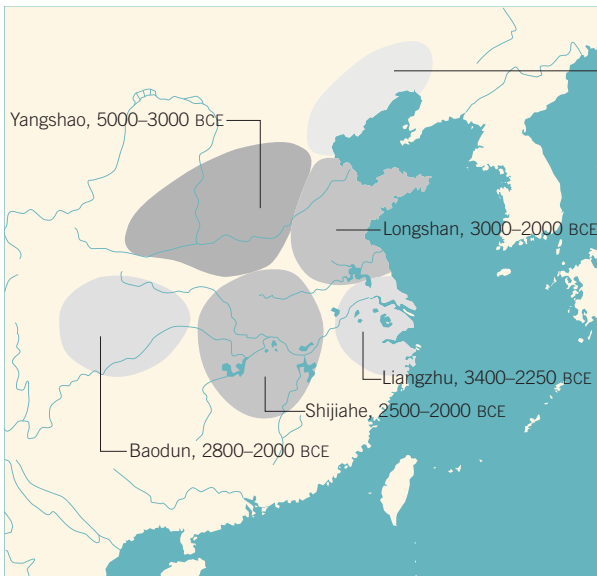 Yangshao, 5000–3000 BCE
Longshan, 3000–2000 BCE
Liangzhu, 3400–2250 BCE
Shijiahe, 2500–2000 BCE
Baodun, 2800–2000 BCE